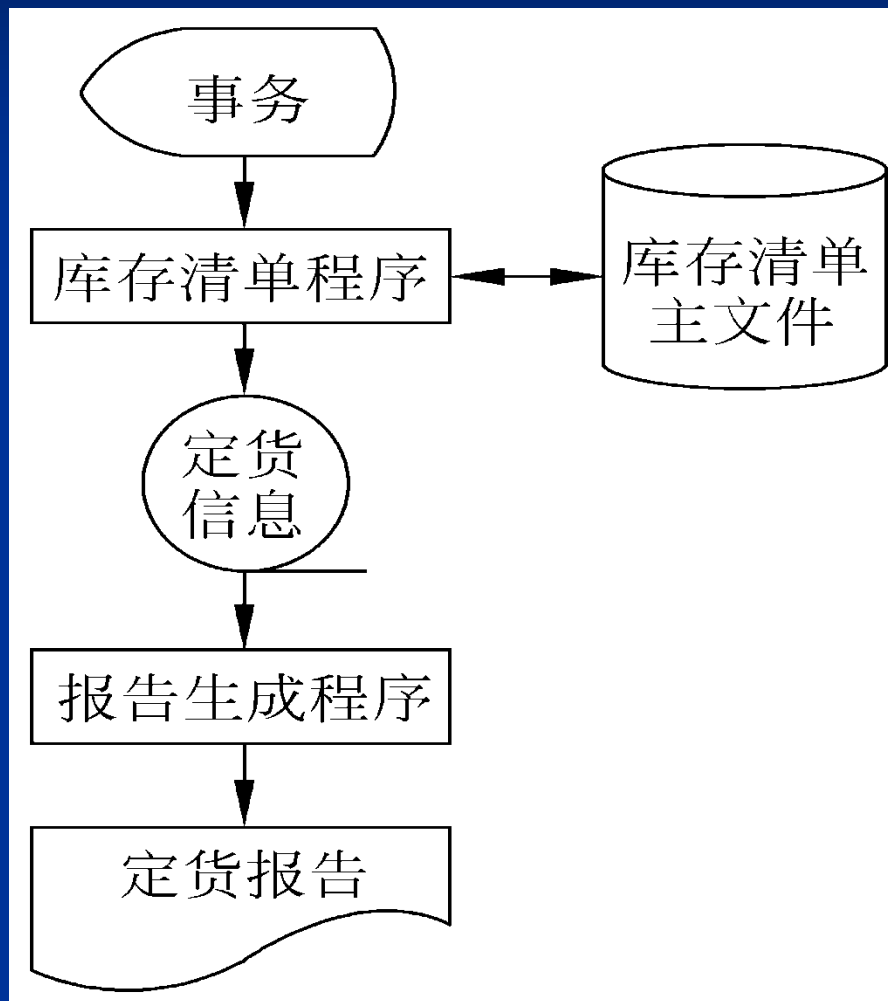 事务
库存清单程序
库存清单
主文件
定货
信息
报告生成程序
定货报告